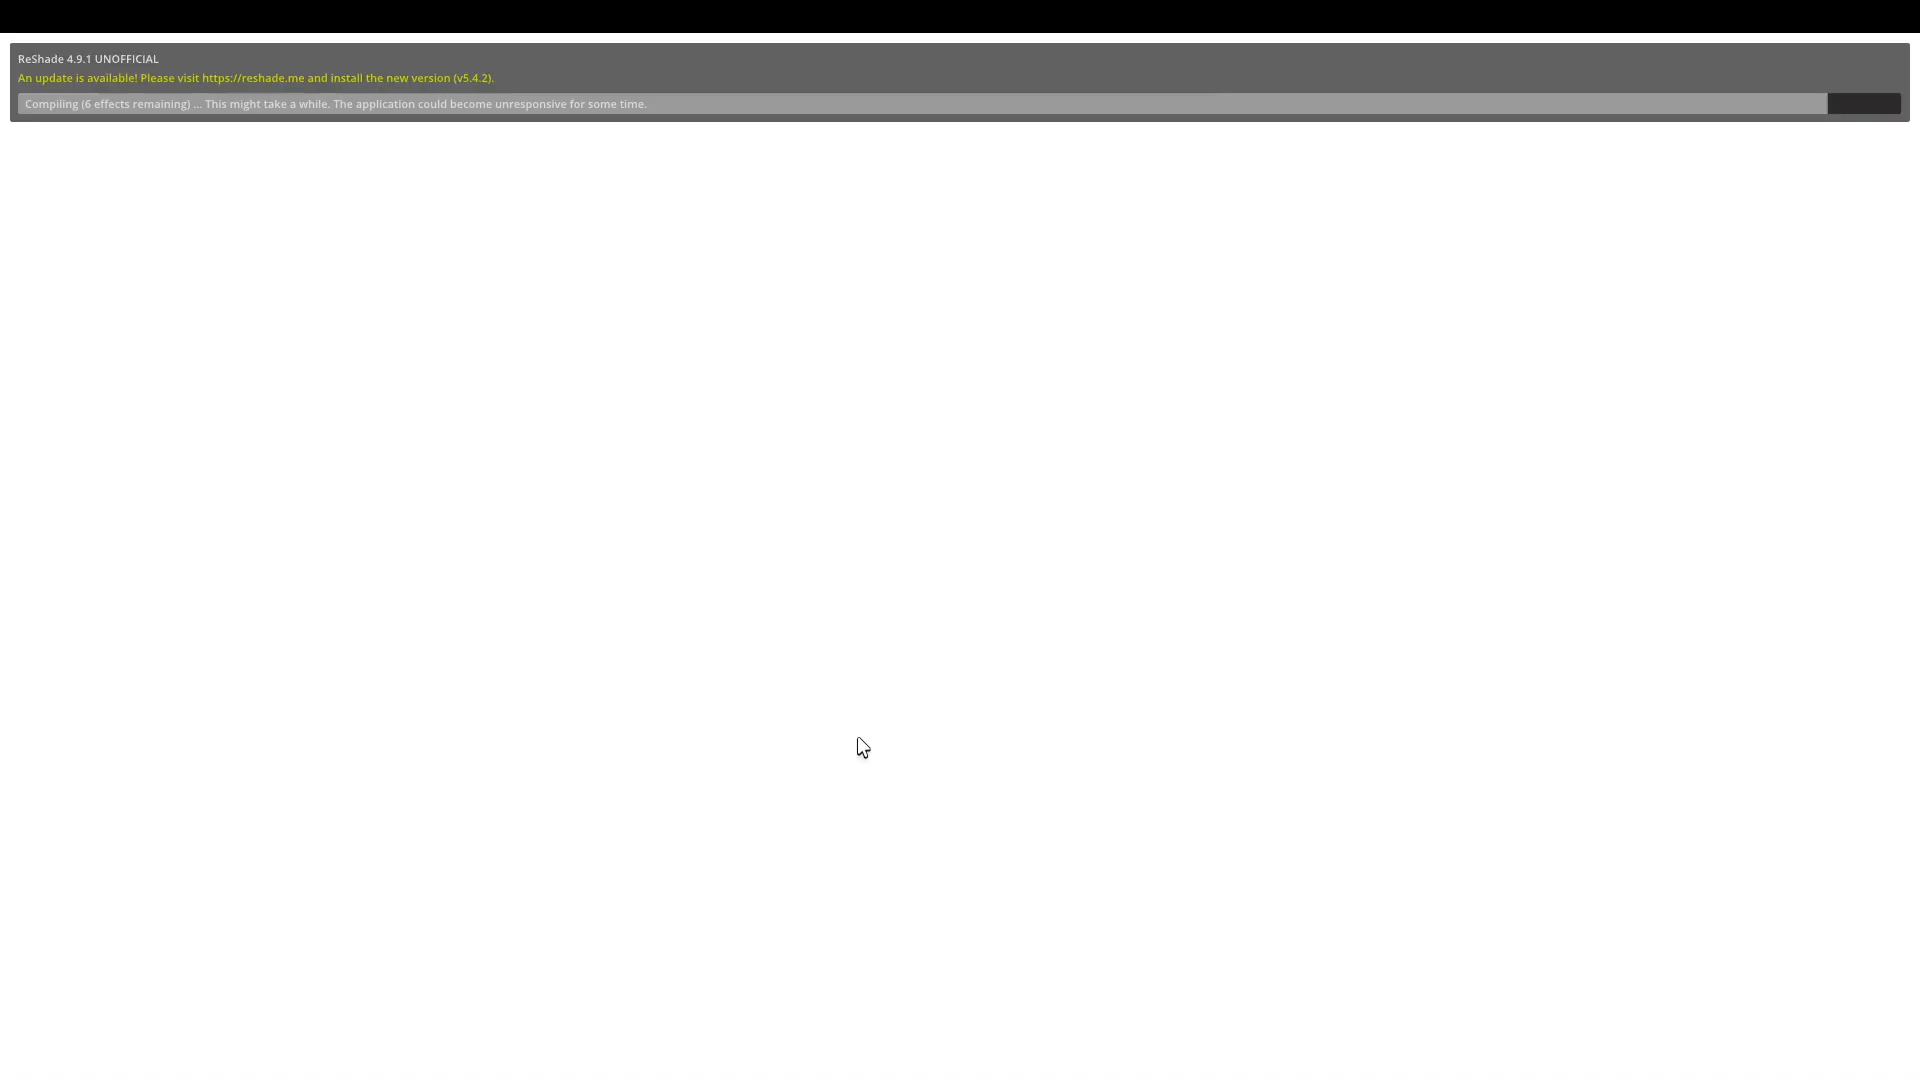 ReShade 4.9.1 UNOFFICIAL
An update is available! Please visit https://reshade.me and install the new version (v5.4.2).
Compiling (6 effects remaining) ... This might take a while. The application could become unresponsive for some time.